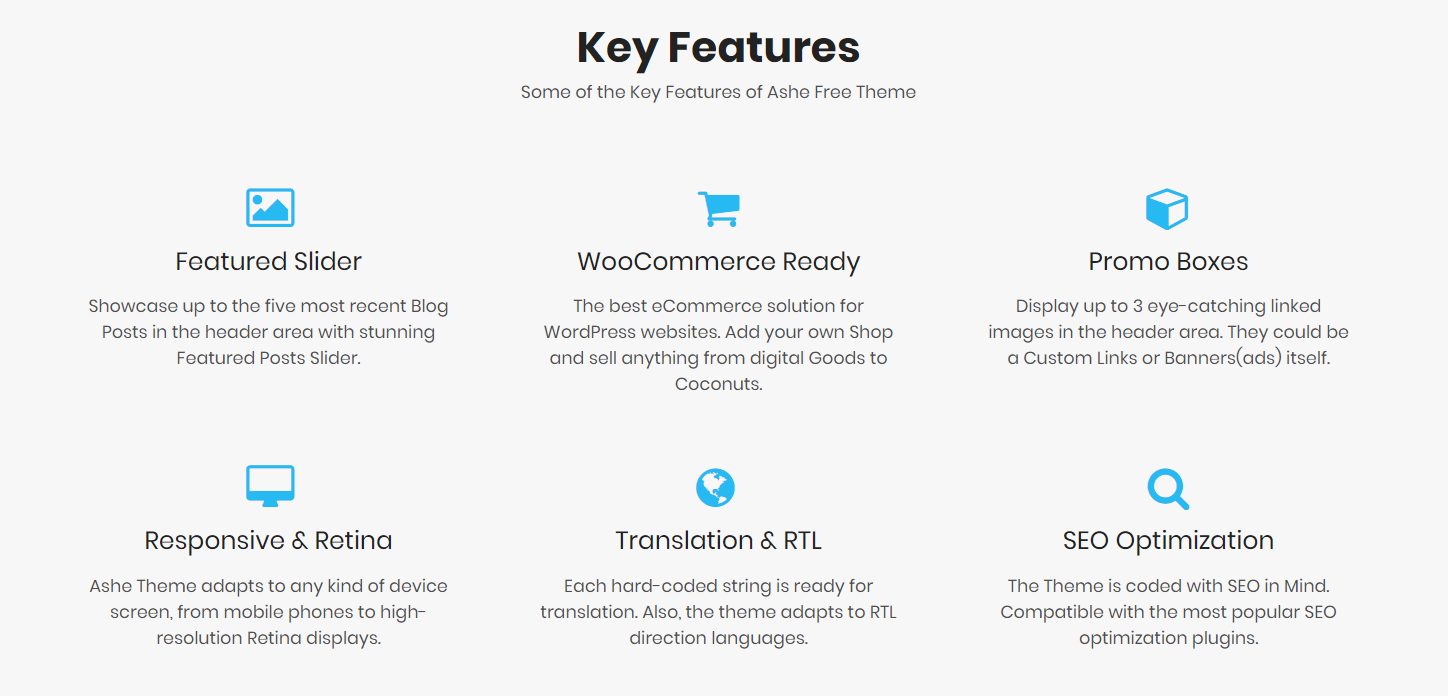 Key Features
Some of the Key Features of Ashe Free Theme
Featured Slider
Showcase up to the five most recent Blog
Posts in the header area with stunning
Featured Posts Slider.
WooCommerce Ready
The best eCommerce solution for
WordPress websites. Add your own Shop
and sell anything from digital Goods to
Coconuts.
Promo Boxes
Display up to 3 eye-catching linked
images in the header area. They could be
a Custom Links or Banners(ads) itself.
Responsive & Retina
Ashe Theme adapts to any kind of device
screen, from mobile phones to high-
resolution Retina displays.
Translation & RTL
Each hard-coded string is ready for
translation. Also, the theme adapts to RTL
direction languages.
SEO Optimization
The Theme is coded with SEO in Mind.
Compatible with the most popular SEO
optimization plugins.